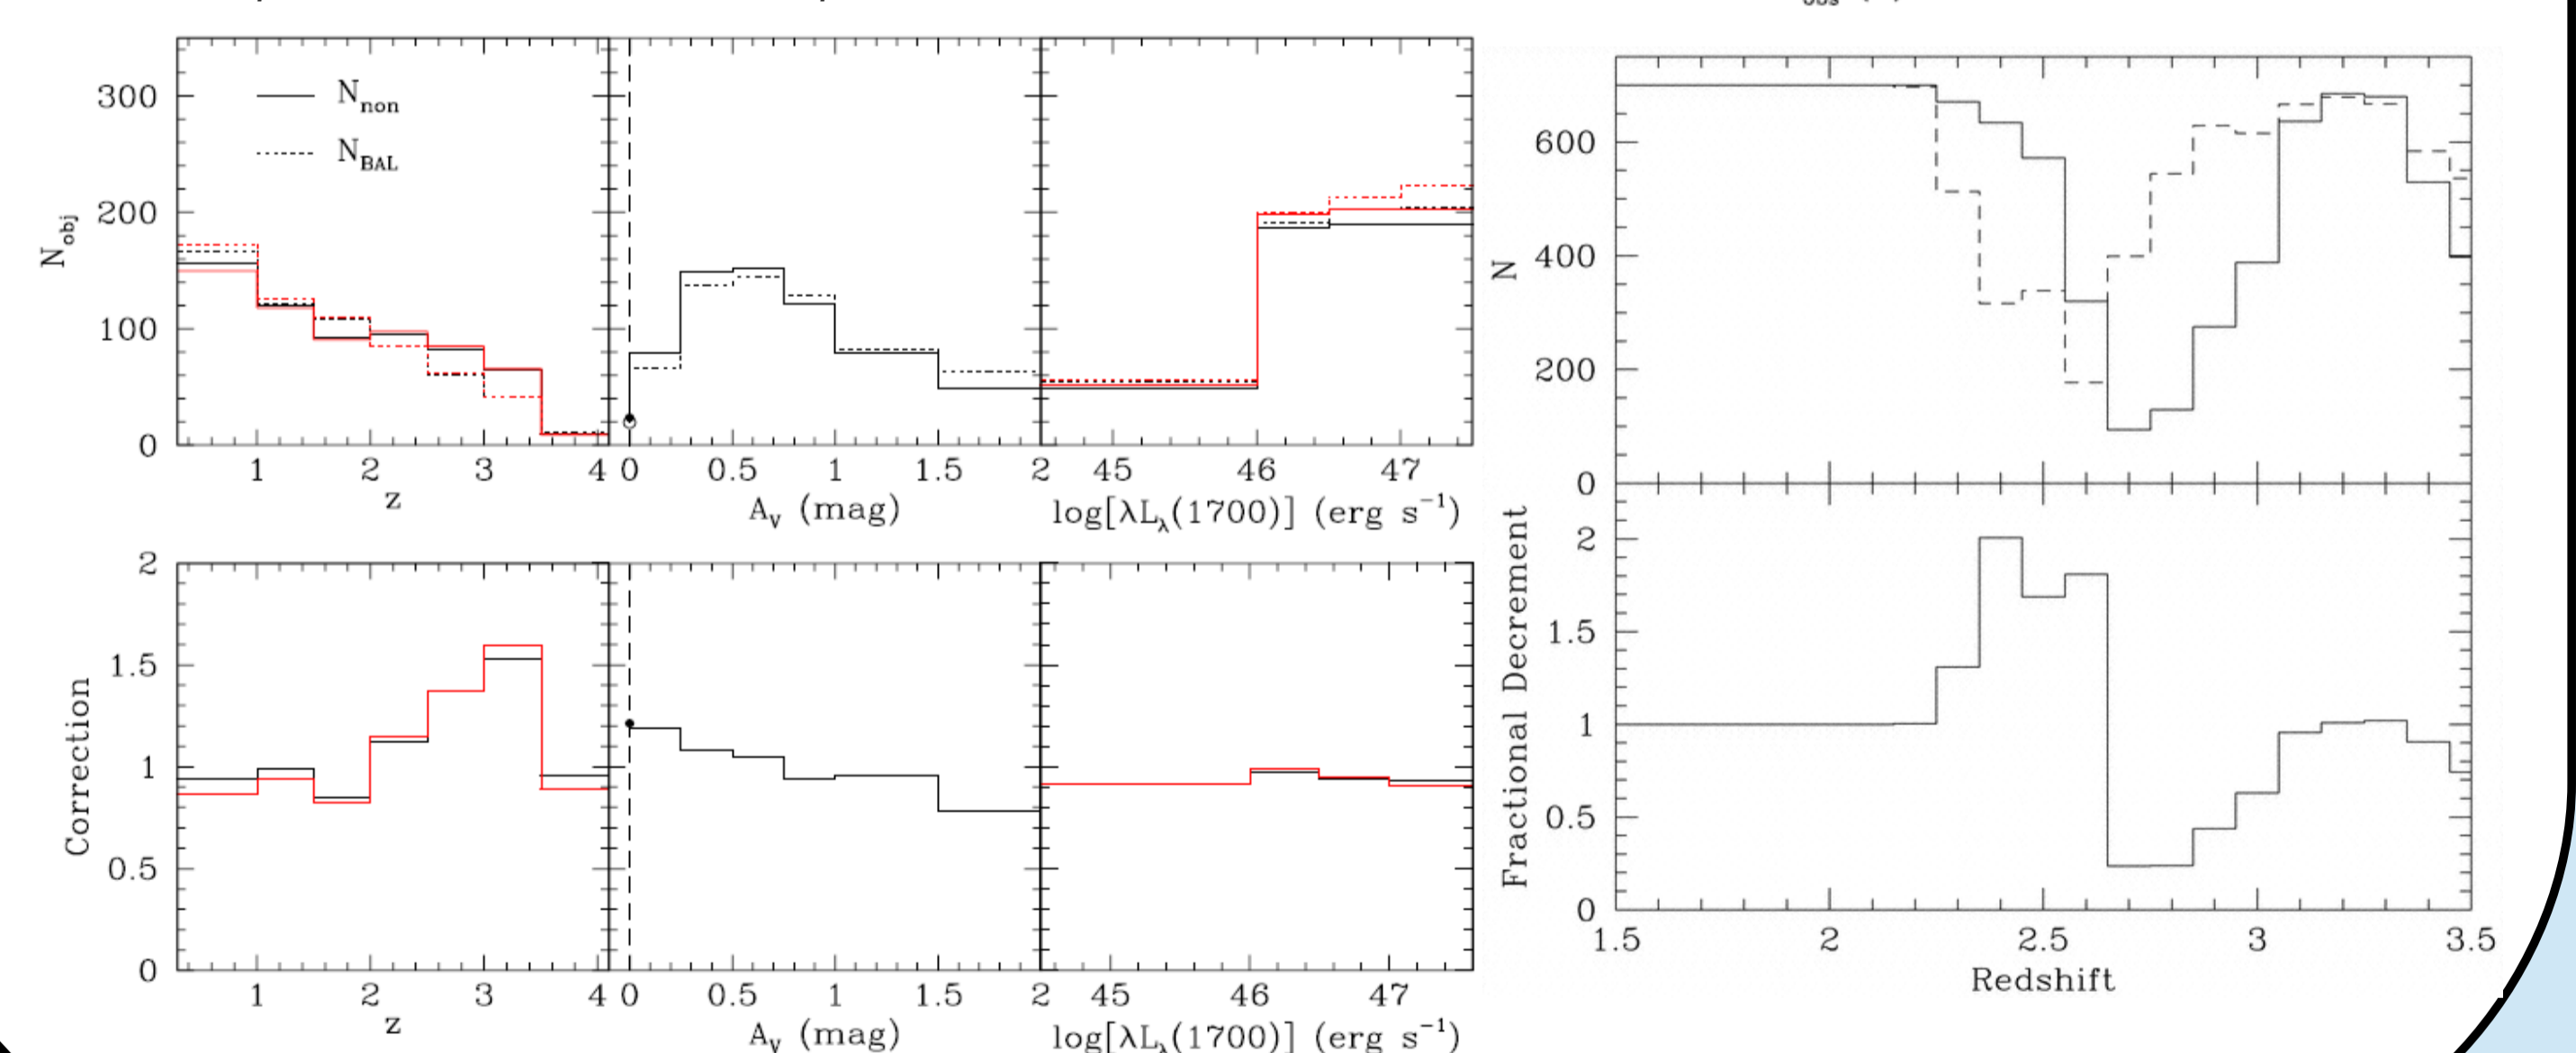 N_non
N_BAL
N_obj
300
200
100
0
1 2 3 4
z
0 0.5 1 1.5 2
A_V (mag)
45 46 47
log[λL_λ(1700)] (erg s⁻¹)
Correction
2
1.5
1
0.5
0
1 2 3 4
z
0 0.5 1 1.5 2
A_V (mag)
45 46 47
log[λL_λ(1700)] (erg s⁻¹)
N
600
400
200
0
Fractional Decrement
2
1.5
1
0.5
0
1.5 2 2.5 3 3.5
Redshift